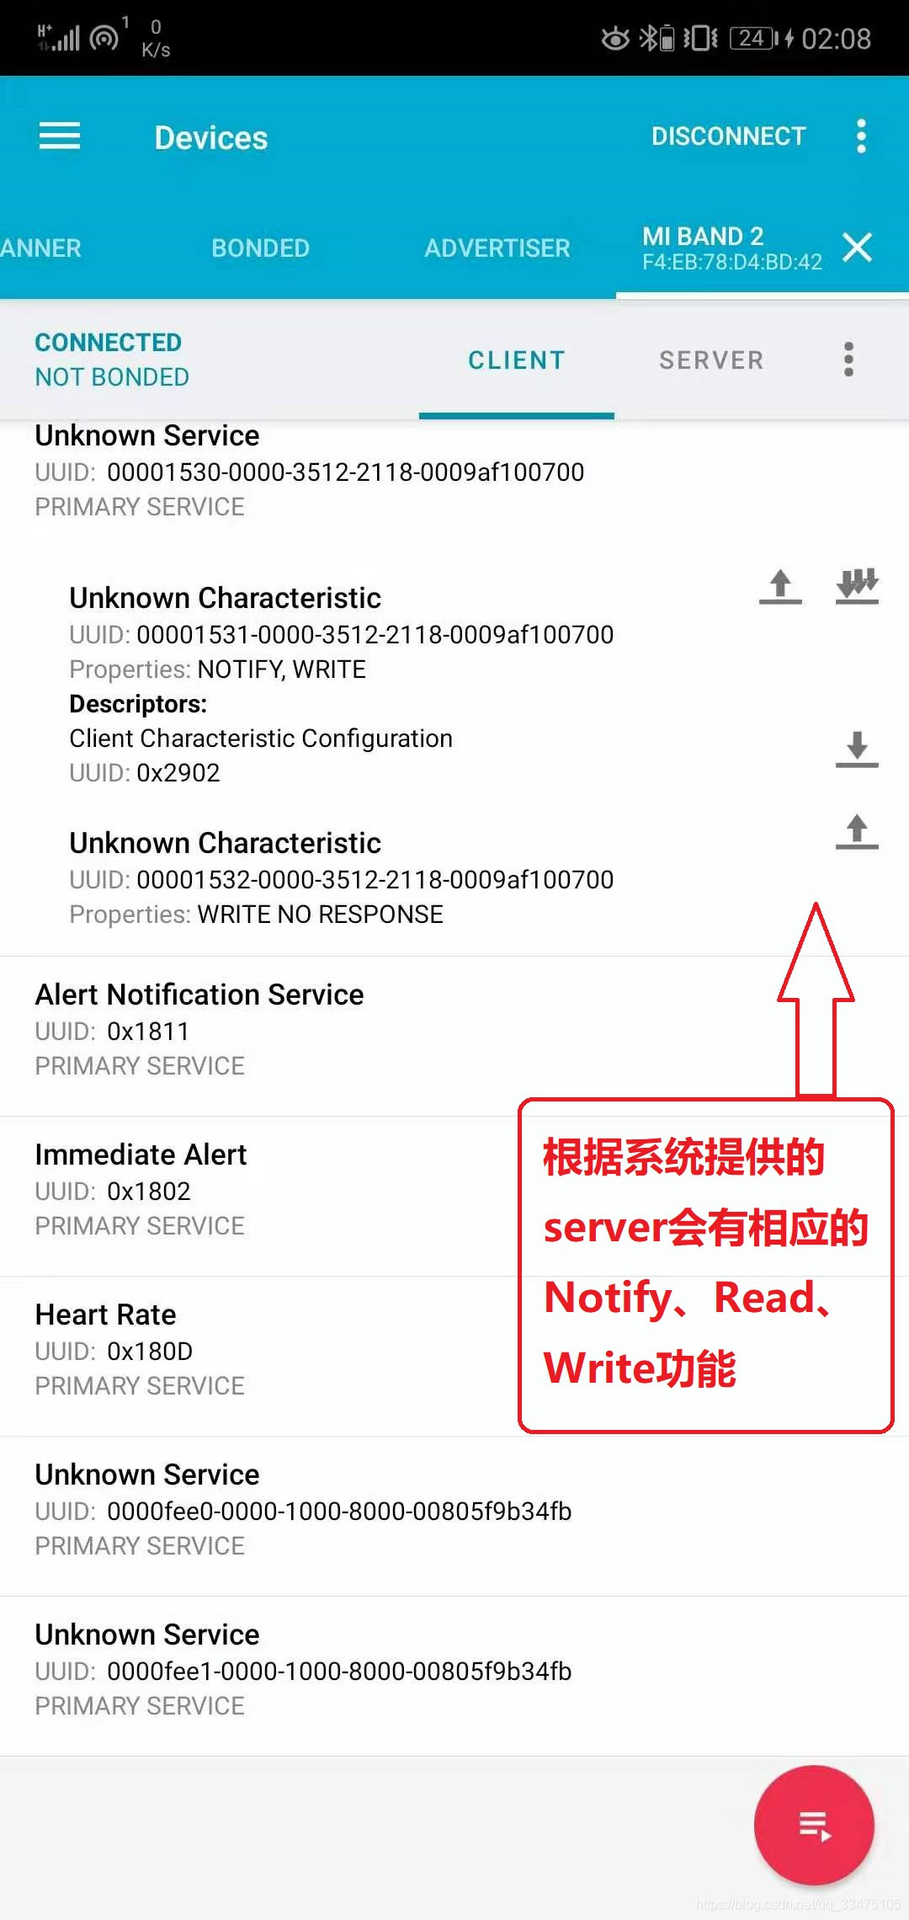 H+ 1 0 K/s 24 02:08
Devices DISCONNECT
ANNER BONDED ADVERTISER MI BAND 2
F4:EB:78:D4:BD:42
CONNECTED
NOT BONDED
CLIENT SERVER
Unknown Service
UUID: 00001530-0000-3512-2118-0009af100700
PRIMARY SERVICE
Unknown Characteristic
UUID: 00001531-0000-3512-2118-0009af100700
Properties: NOTIFY, WRITE
Descriptors:
Client Characteristic Configuration
UUID: 0x2902
Unknown Characteristic
UUID: 00001532-0000-3512-2118-0009af100700
Properties: WRITE NO RESPONSE
Alert Notification Service
UUID: 0x1811
PRIMARY SERVICE
Immediate Alert
UUID: 0x1802
PRIMARY SERVICE
根据系统提供的
server会有相应的
Notify、Read、
Write功能
Heart Rate
UUID: 0x180D
PRIMARY SERVICE
Unknown Service
UUID: 0000fee0-0000-1000-8000-00805f9b34fb
PRIMARY SERVICE
Unknown Service
UUID: 0000fee1-0000-1000-8000-00805f9b34fb
PRIMARY SERVICE
https://blog.csdn.net/qq_33475105